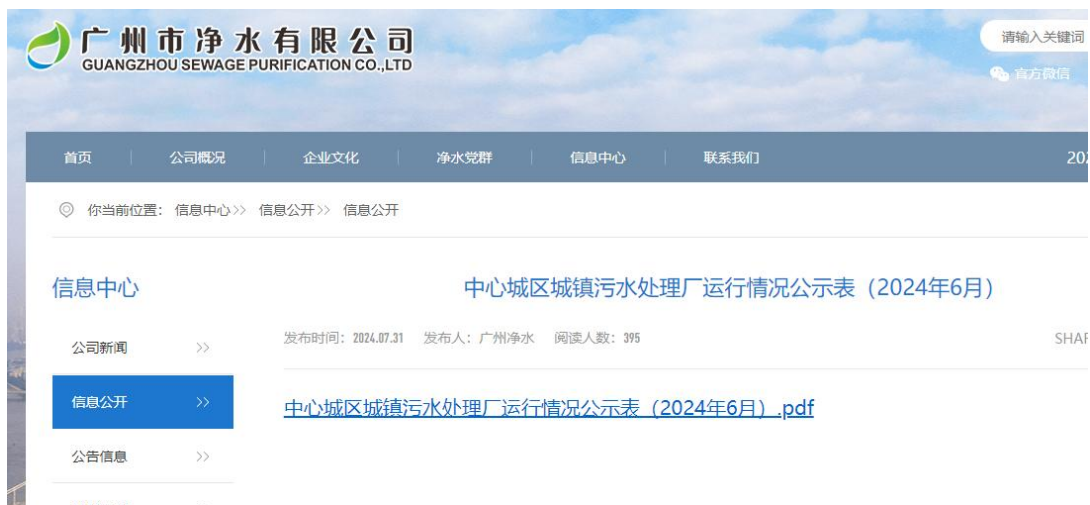 广州市净水有限公司
GUANGZHOU SEWAGE PURIFICATION CO.,LTD
请输入关键词
官方微信
首页 公司概况 企业文化 净水党群 信息中心 联系我们 202
你当前位置： 信息中心>> 信息公开>> 信息公开
信息中心
中心城区城镇污水处理厂运行情况公示表（2024年6月）
发布时间：2024.07.31 发布人：广州净水 阅读人数：395 SHAR
公司新闻 >>
信息公开 >>
中心城区城镇污水处理厂运行情况公示表（2024年6月）.pdf
公告信息 >>